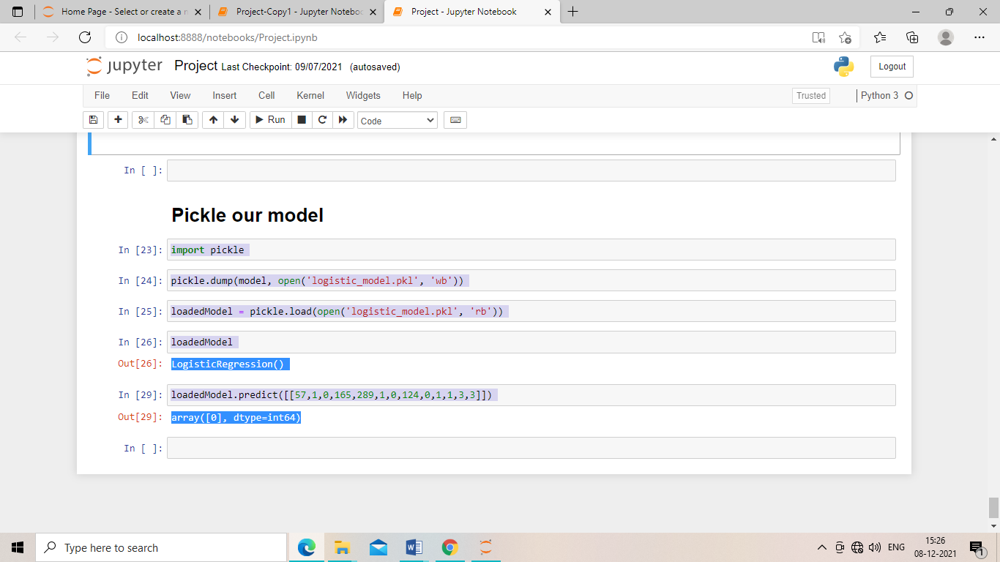 Home Page - Select or create a n
Project-Copy1 - Jupyter Noteboo
Project - Jupyter Notebook
localhost:8888/notebooks/Project.ipynb
jupyter Project Last Checkpoint: 09/07/2021 (autosaved)
Logout
File Edit View Insert Cell Kernel Widgets Help
Trusted
Python 3
Run
Code
In [ ]:
Pickle our model
In [23]: import pickle
In [24]: pickle.dump(model, open('logistic_model.pkl', 'wb'))
In [25]: loadedModel = pickle.load(open('logistic_model.pkl', 'rb'))
In [26]: loadedModel
Out[26]: LogisticRegression()
In [29]: loadedModel.predict([[57,1,0,165,289,1,0,124,0,1,1,3,3]])
Out[29]: array([0], dtype=int64)
In [ ]:
Type here to search
ENG
15:26
08-12-2021
1